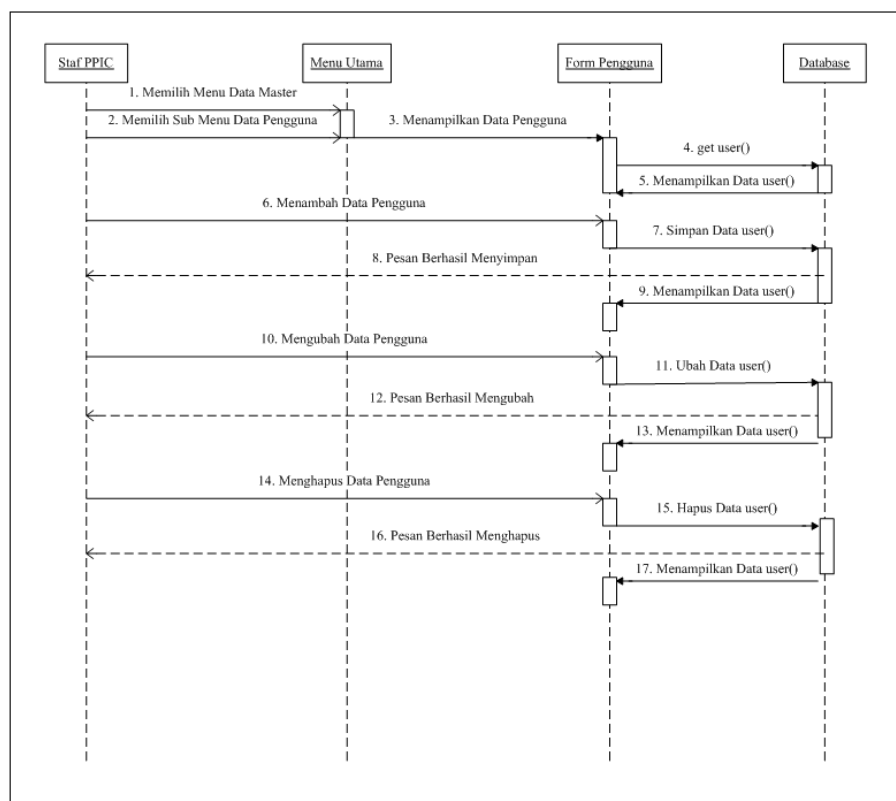 Staf PPIC
Menu Utama
Form Pengguna
Database
1. Memilih Menu Data Master
2. Memilih Sub Menu Data Pengguna
3. Menampilkan Data Pengguna
4. get user()
5. Menampilkan Data user()
6. Menambah Data Pengguna
7. Simpan Data user()
8. Pesan Berhasil Menyimpan
9. Menampilkan Data user()
10. Mengubah Data Pengguna
11. Ubah Data user()
12. Pesan Berhasil Mengubah
13. Menampilkan Data user()
14. Menghapus Data Pengguna
15. Hapus Data user()
16. Pesan Berhasil Menghapus
17. Menampilkan Data user()